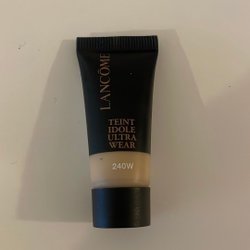 LANCÔME
TEINT
IDOLE
ULTRA
WEAR
240W